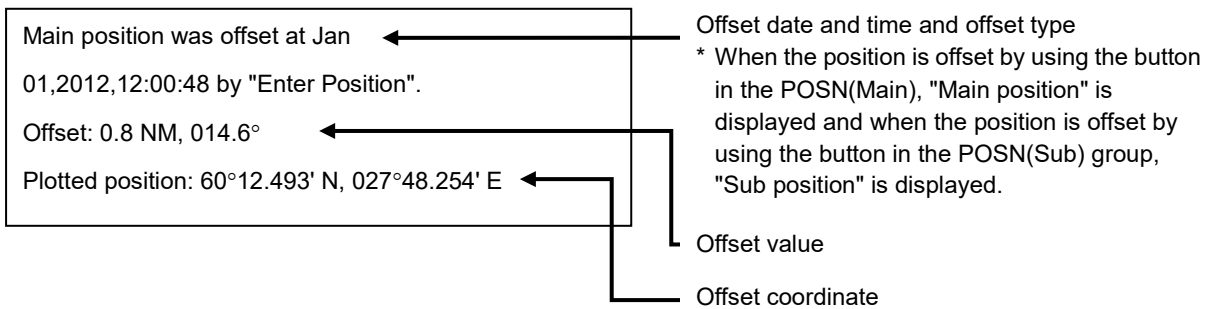 Main position was offset at Jan
01,2012,12:00:48 by "Enter Position".
Offset: 0.8 NM, 014.6°
Plotted position: 60°12.493' N, 027°48.254' E
Offset date and time and offset type
* When the position is offset by using the button
in the POSN(Main), "Main position" is
displayed and when the position is offset by
using the button in the POSN(Sub) group,
"Sub position" is displayed.
Offset value
Offset coordinate